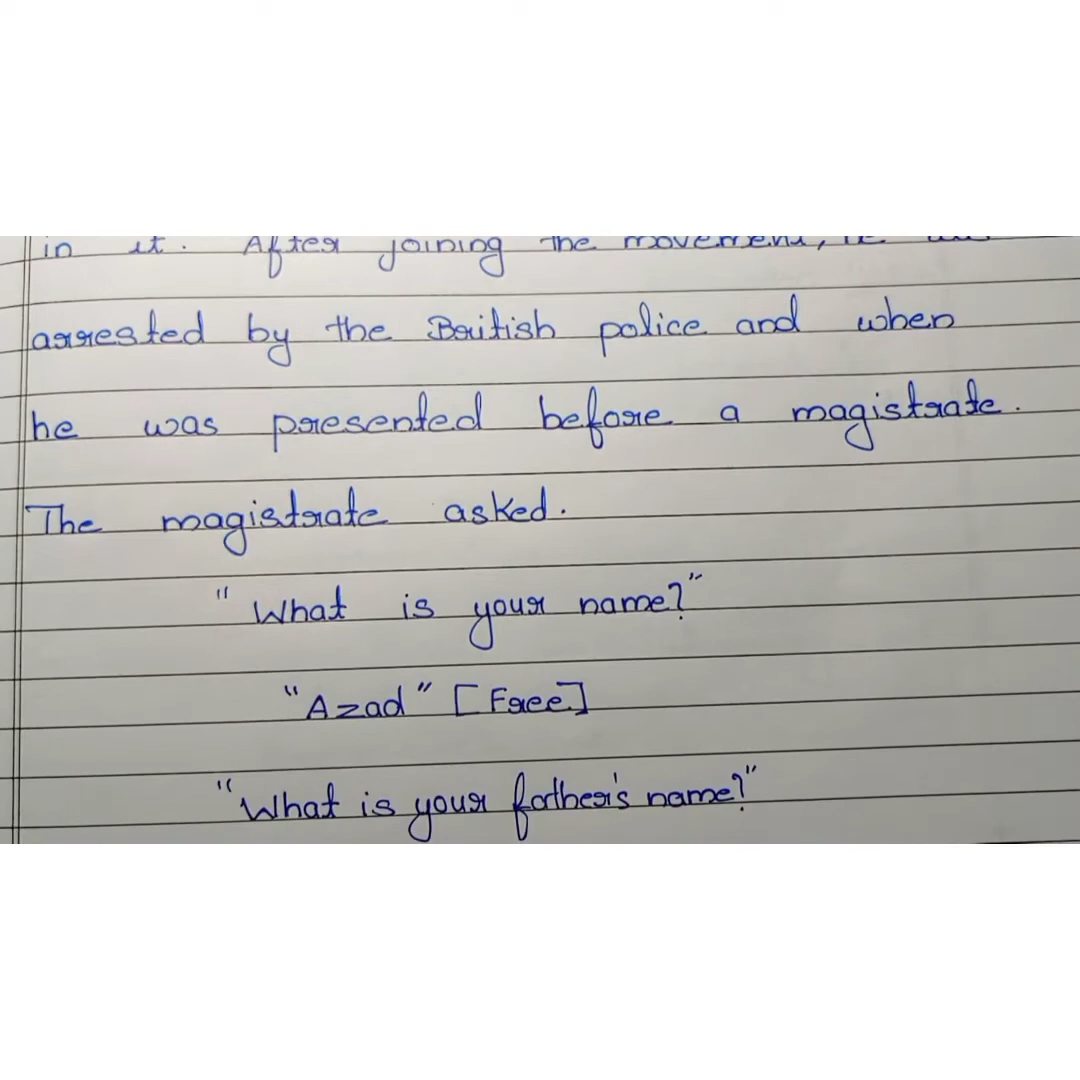 in it. After joining the movement,
arrested by the British police and when
he was presented before a magistrate.
The magistrate asked.
"What is your name?"
"Azad" [Free]
"What is your father's name?"